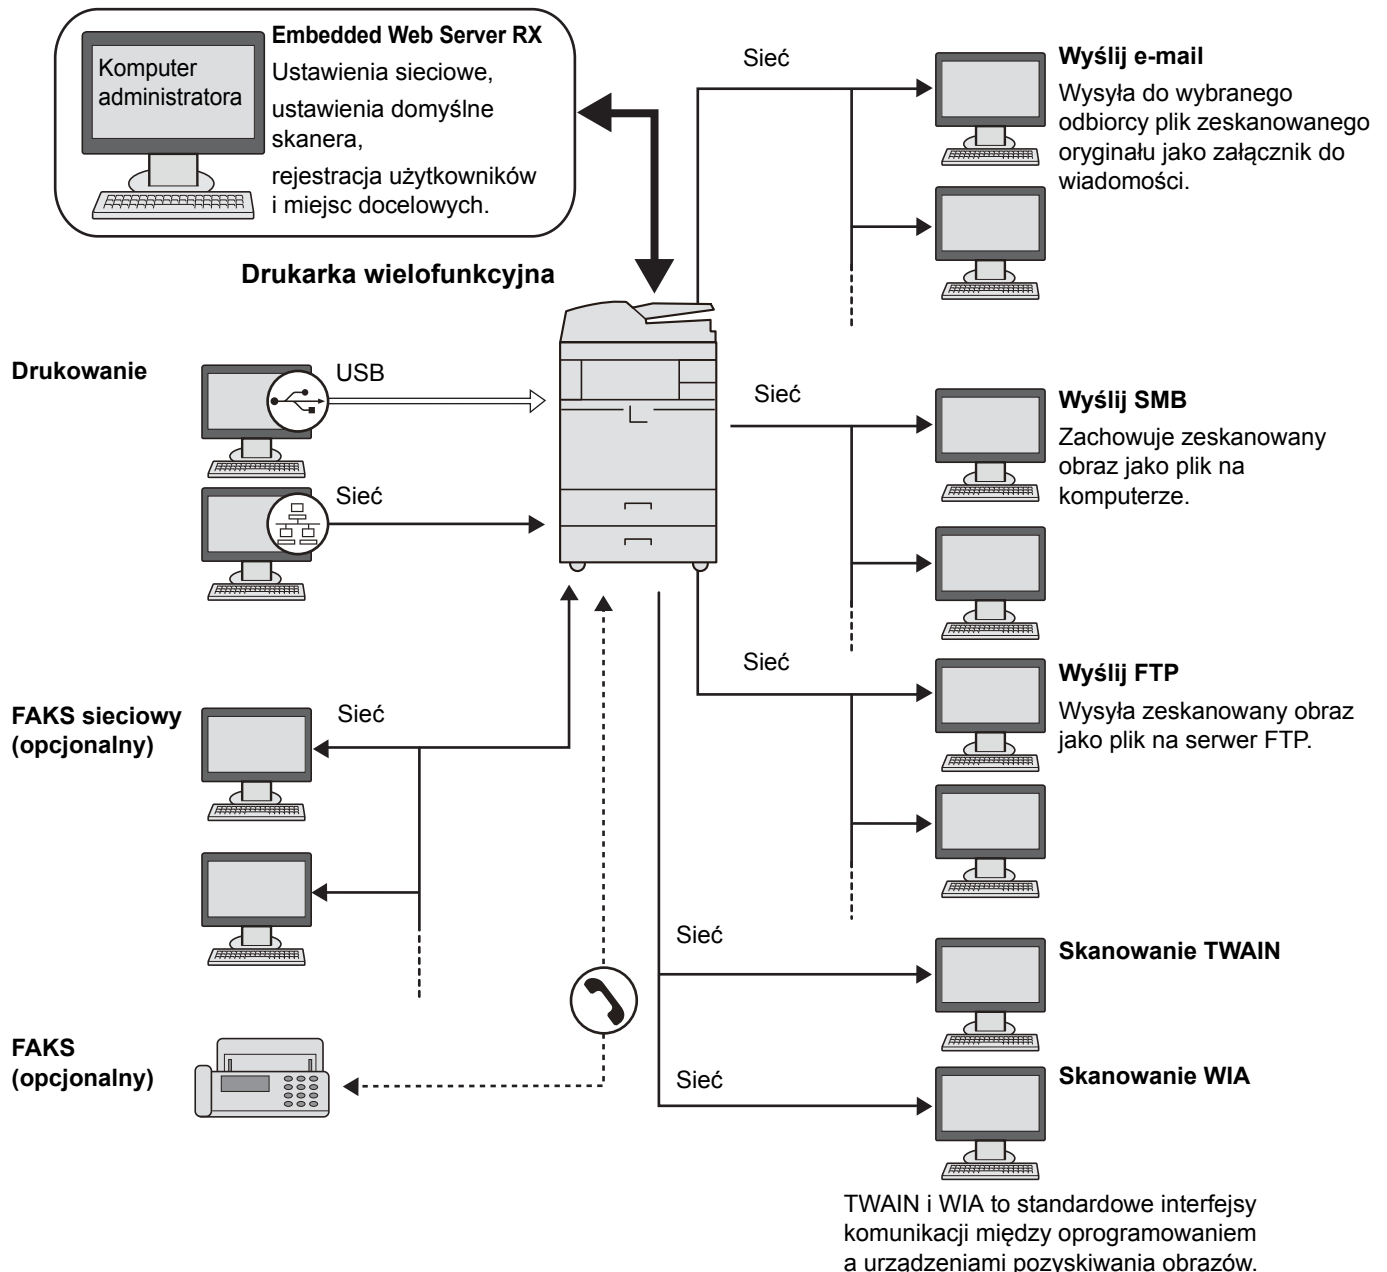 Embedded Web Server RX
Komputer
administratora
Ustawienia sieciowe,
ustawienia domyślne
skanera,
rejestracja użytkowników
i miejsc docelowych.
Sieć
Wyślij e-mail
Wysyła do wybranego
odbiorcy plik zeskanowanego
oryginału jako załącznik do
wiadomości.
Drukarka wielofunkcyjna
Drukowanie
USB
Sieć
Sieć
Wyślij SMB
Zachowuje zeskanowany
obraz jako plik na
komputerze.
Sieć
Wyślij FTP
Wysyła zeskanowany obraz
jako plik na serwer FTP.
FAKS sieciowy
(opcjonalny)
Sieć
Sieć
Skanowanie TWAIN
FAKS
(opcjonalny)
Sieć
Skanowanie WIA
TWAIN i WIA to standardowe interfejsy
komunikacji między oprogramowaniem
a urządzeniami pozyskiwania obrazów.